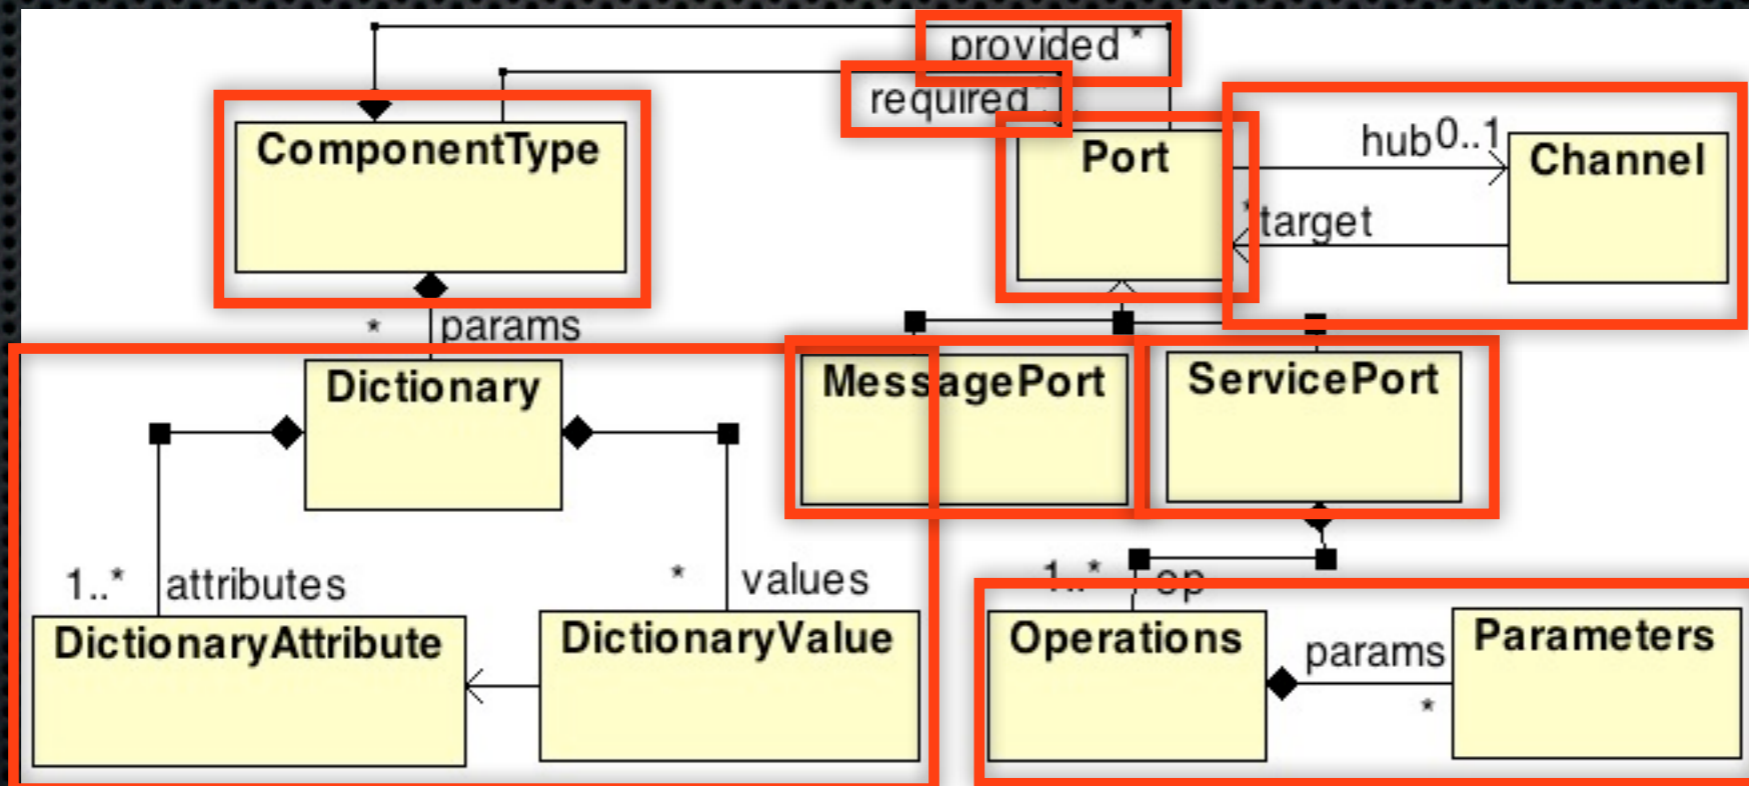 provided *
required *
ComponentType
Port
hub 0..1
Channel
* target
* params
Dictionary
MessagePort
ServicePort
1..* attributes
* values
1..* op
DictionaryAttribute
DictionaryValue
Operations
params
*
Parameters